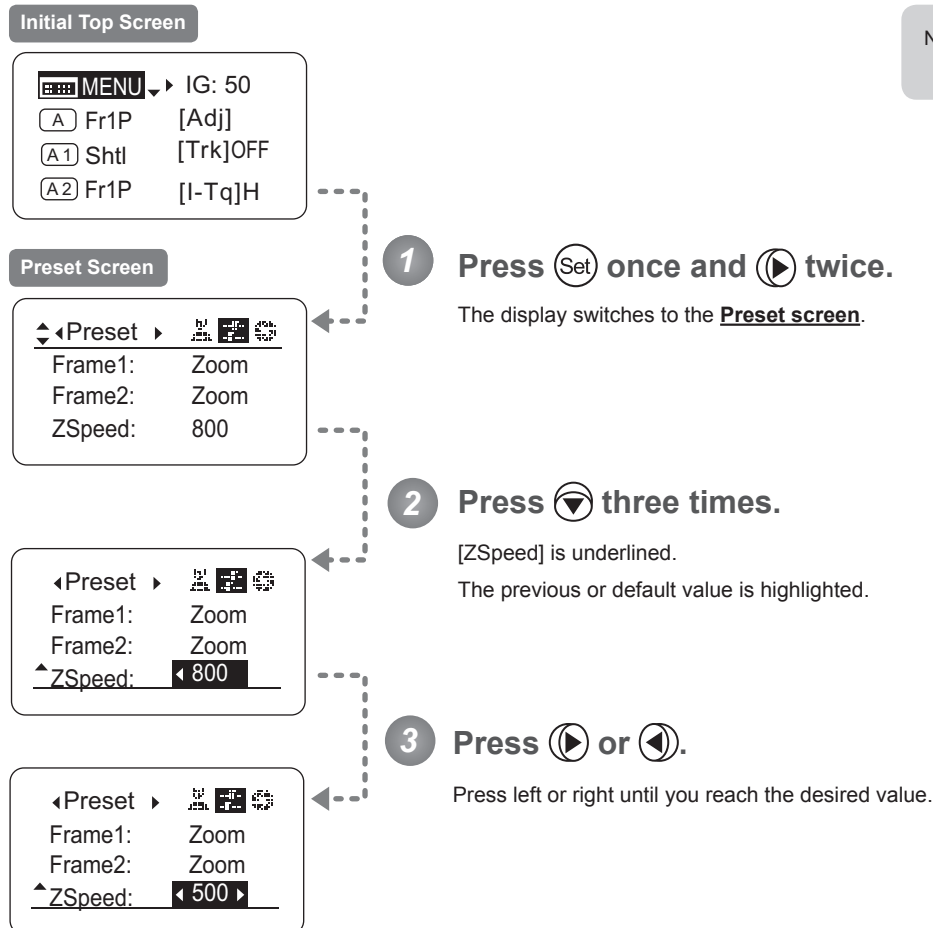 Initial Top Screen
MENU IG: 50
A Fr1P [Adj]
A1 Shtl [Trk]OFF
A2 Fr1P [I-Tq]H
1 Press Set once and twice.
The display switches to the Preset screen.
Preset Screen
Preset
Frame1: Zoom
Frame2: Zoom
ZSpeed: 800
2 Press three times.
[ZSpeed] is underlined.
The previous or default value is highlighted.
Preset
Frame1: Zoom
Frame2: Zoom
ZSpeed: 800
3 Press or .
Press left or right until you reach the desired value.
Preset
Frame1: Zoom
Frame2: Zoom
ZSpeed: 500